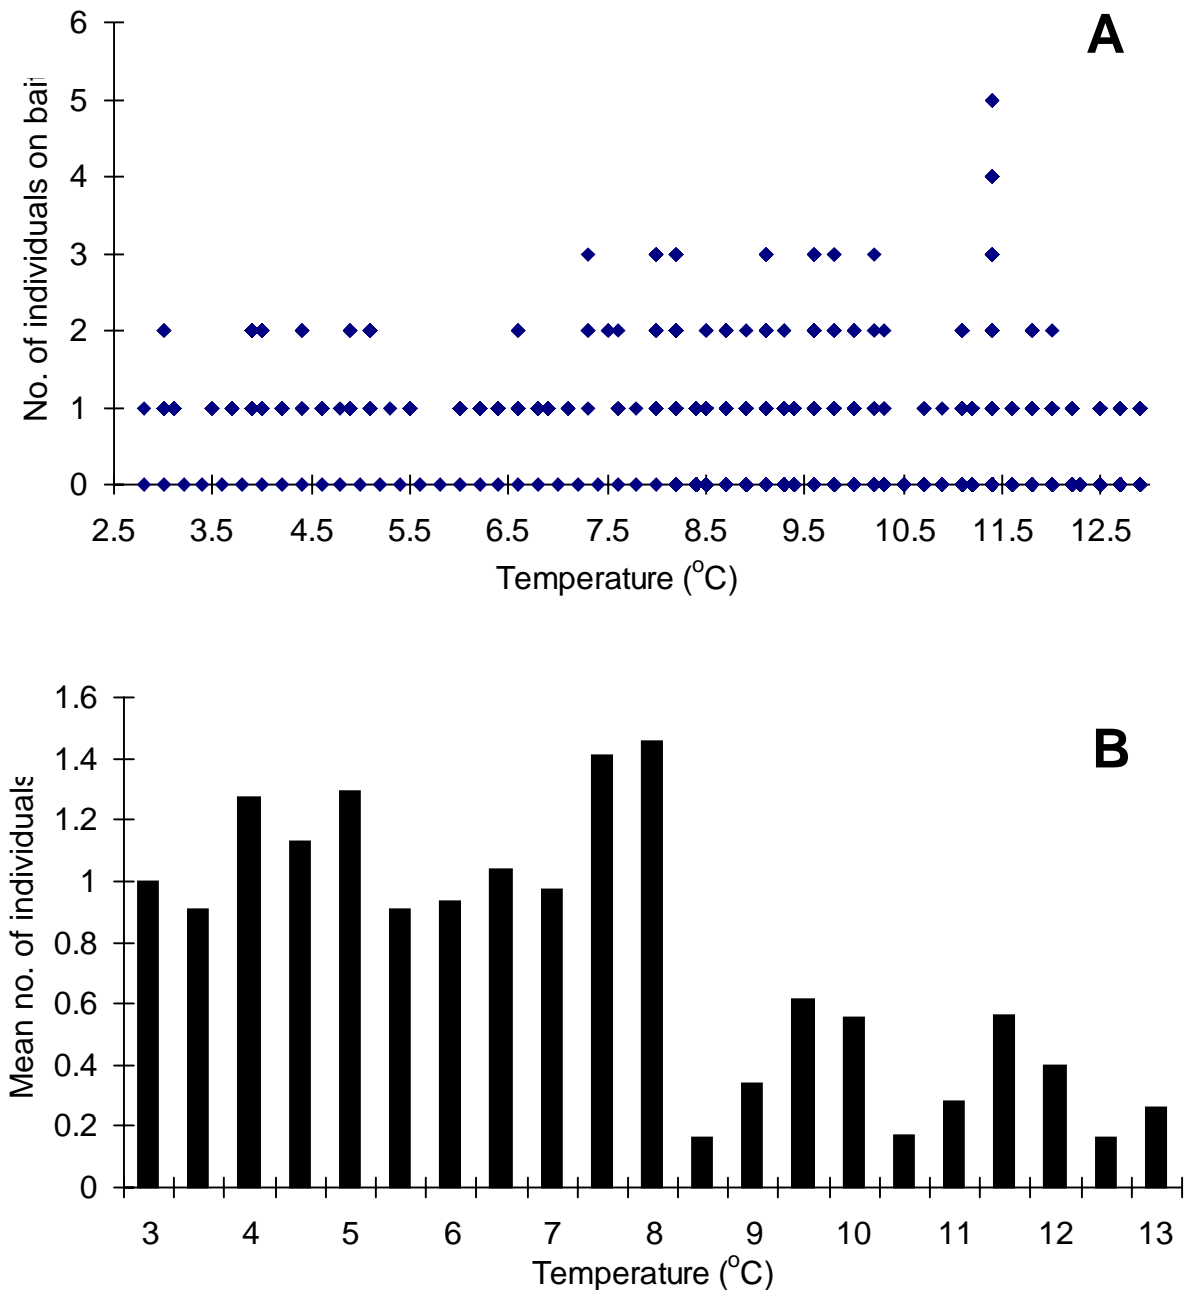 A
No. of individuals on bait
6
5
4
3
2
1
0
2.5 3.5 4.5 5.5 6.5 7.5 8.5 9.5 10.5 11.5 12.5
Temperature (oC)
B
Mean no. of individuals
1.6
1.4
1.2
1
0.8
0.6
0.4
0.2
0
3 4 5 6 7 8 9 10 11 12 13
Temperature (oC)